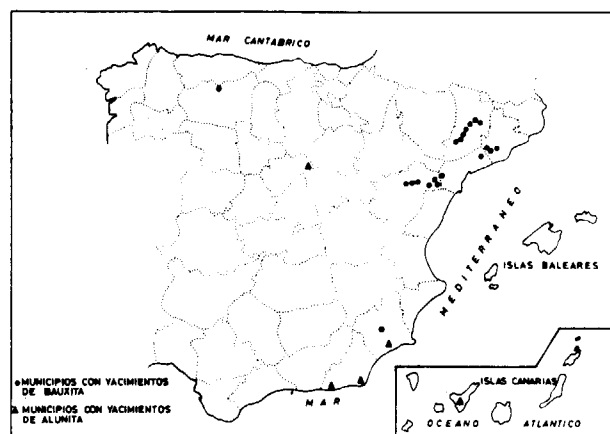 MAR CANTABRICO
MEDITERRANEO
ISLAS BALEARES
• MUNICIPIOS CON YACIMIENTOS
DE BAUXITA
▲ MUNICIPIOS CON YACIMIENTOS
DE ALUNITA
MAR
ISLAS CANARIAS
OCEANO ATLANTICO